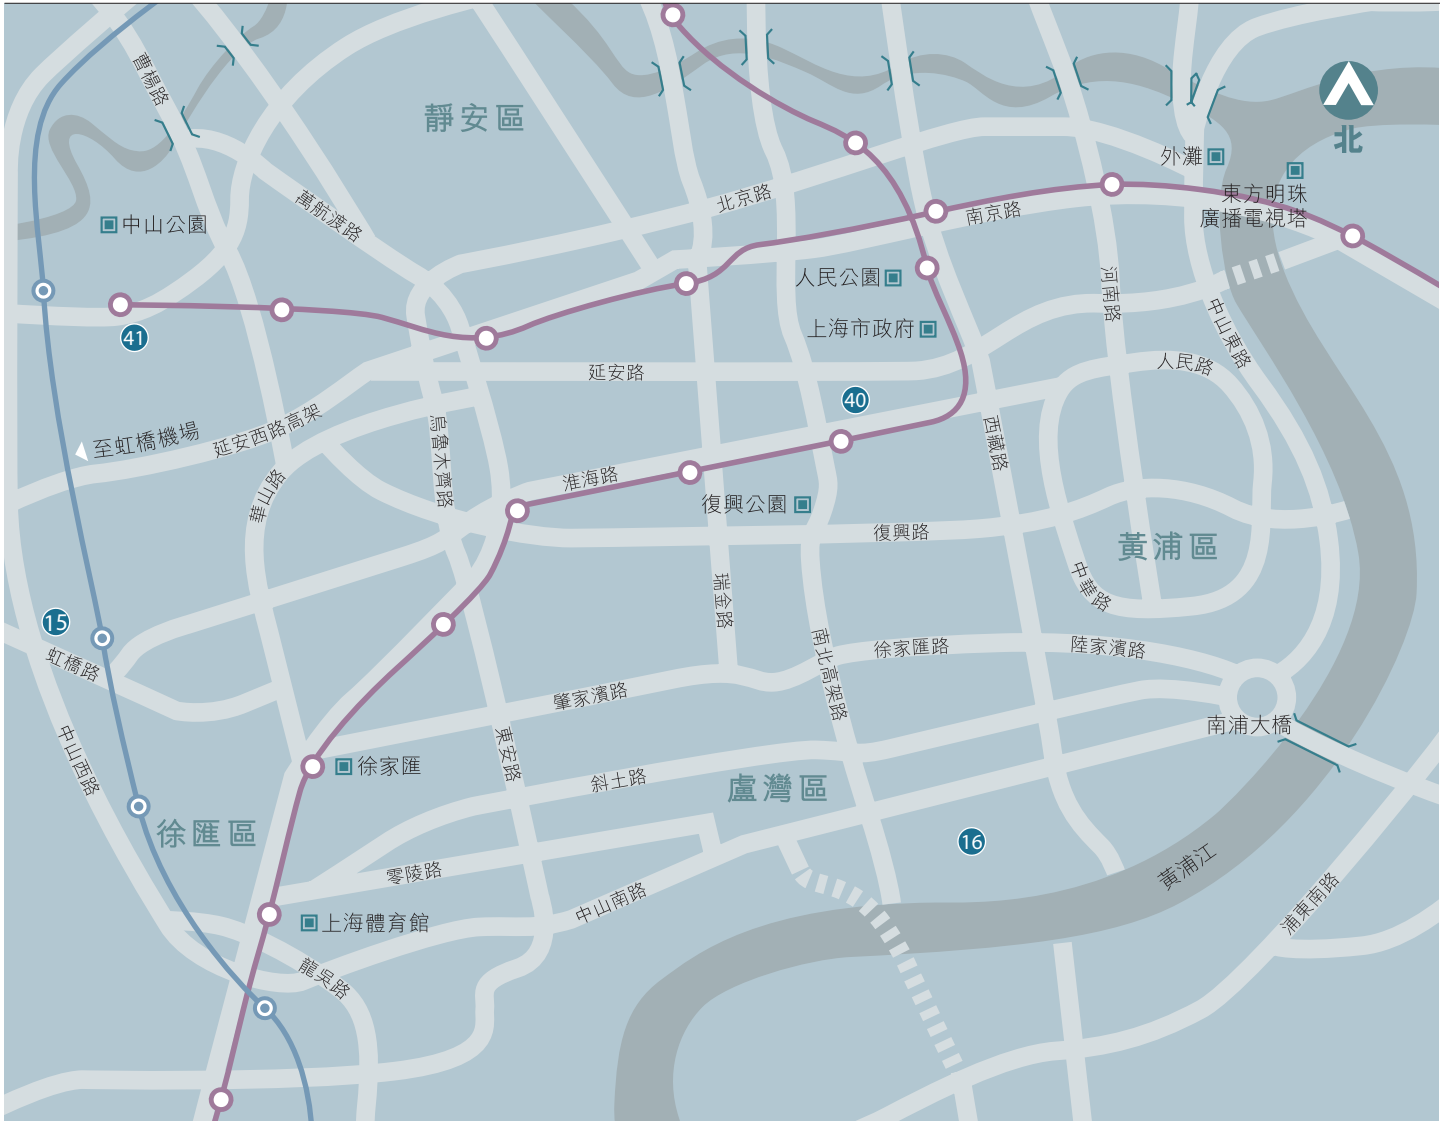 曹楊路
靜安區
北
外灘
東方明珠
廣播電視塔
中山公園
萬航渡路
北京路
南京路
人民公園
河南路
中山東路
上海市政府
41
延安路
人民路
40
至虹橋機場
延安西路高架
烏魯木齊路
西藏路
淮海路
華山路
復興公園
復興路
黃浦區
中華路
瑞金路
15
虹橋路
南北高架路
徐家匯路
陸家濱路
肇家濱路
南浦大橋
中山西路
東安路
徐家匯
斜土路
盧灣區
徐匯區
16
零陵路
黃浦江
中山南路
浦東南路
上海體育館
龍吳路